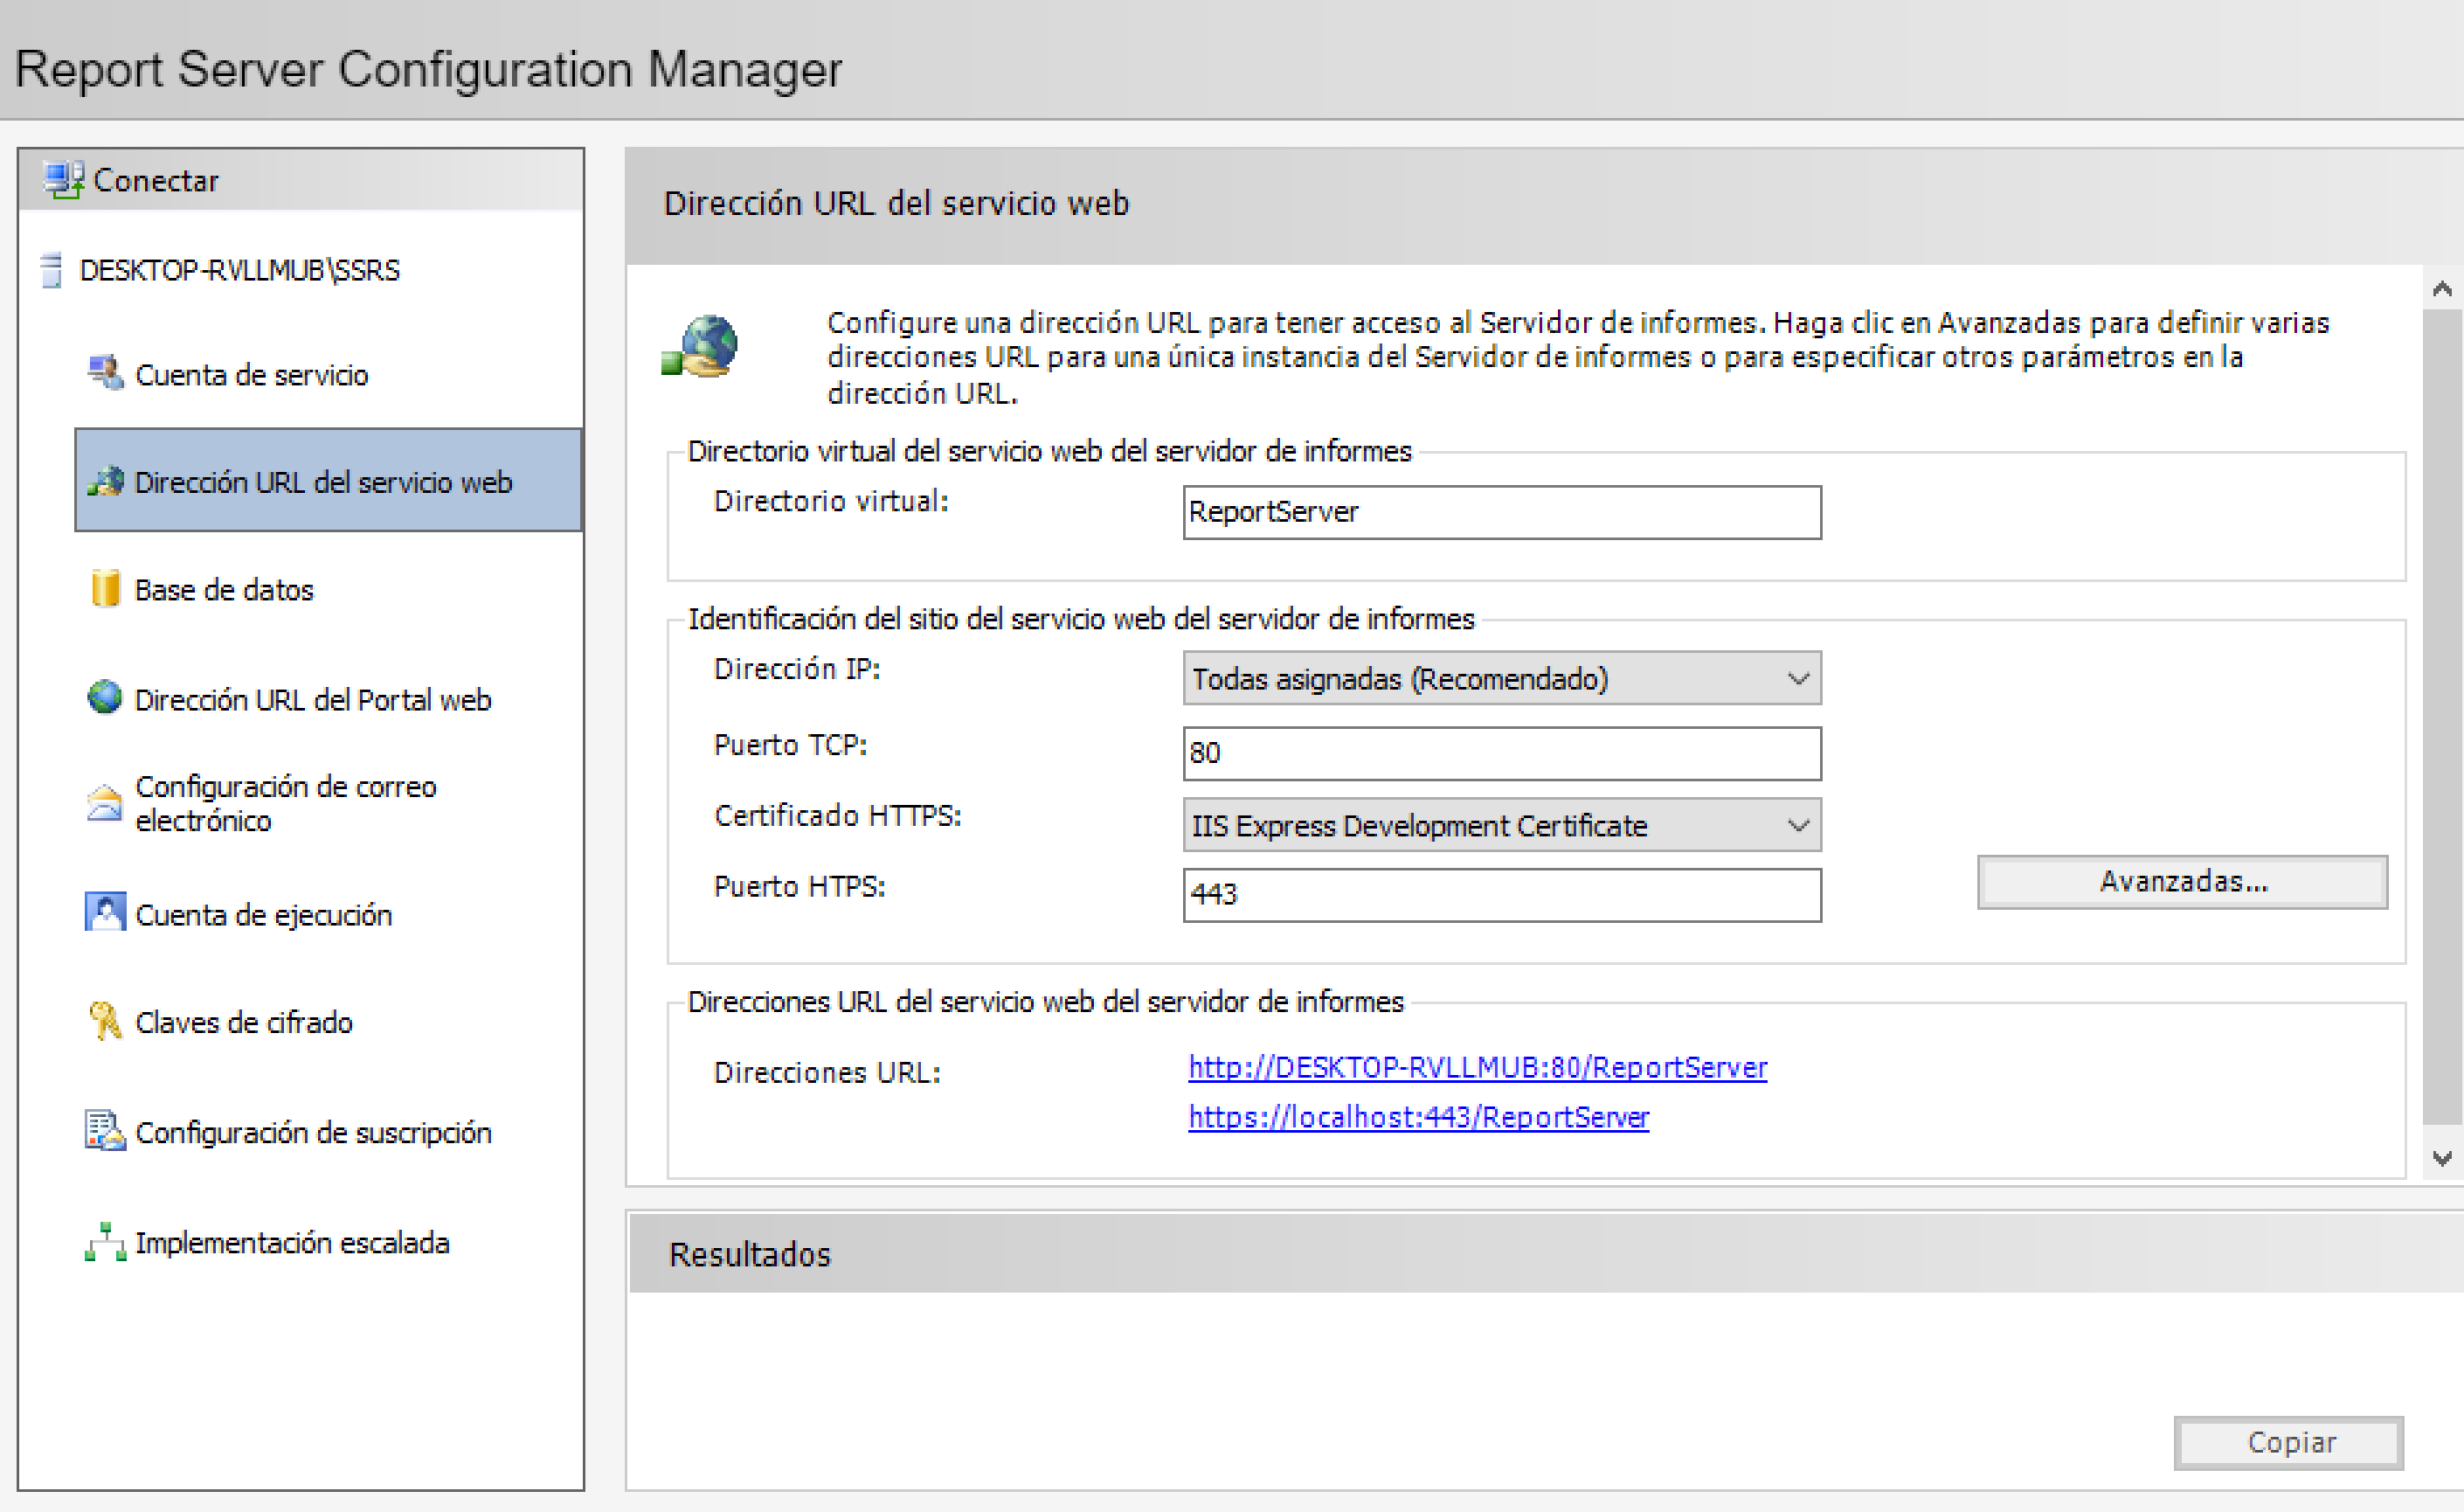 Report Server Configuration Manager
Conectar
DESKTOP-RVLLMUB\SSRS
Cuenta de servicio
Dirección URL del servicio web
Base de datos
Dirección URL del Portal web
Configuración de correo
electrónico
Cuenta de ejecución
Claves de cifrado
Configuración de suscripción
Implementación escalada
Dirección URL del servicio web
Configure una dirección URL para tener acceso al Servidor de informes. Haga clic en Avanzadas para definir varias
direcciones URL para una única instancia del Servidor de informes o para especificar otros parámetros en la
dirección URL.
Directorio virtual del servicio web del servidor de informes
Directorio virtual: ReportServer
Identificación del sitio del servicio web del servidor de informes
Dirección IP: Todas asignadas (Recomendado)
Puerto TCP: 80
Certificado HTTPS: IIS Express Development Certificate
Puerto HTPS: 443
Avanzadas...
Direcciones URL del servicio web del servidor de informes
Direcciones URL: http://DESKTOP-RVLLMUB:80/ReportServer
https://localhost:443/ReportServer
Resultados
Copiar